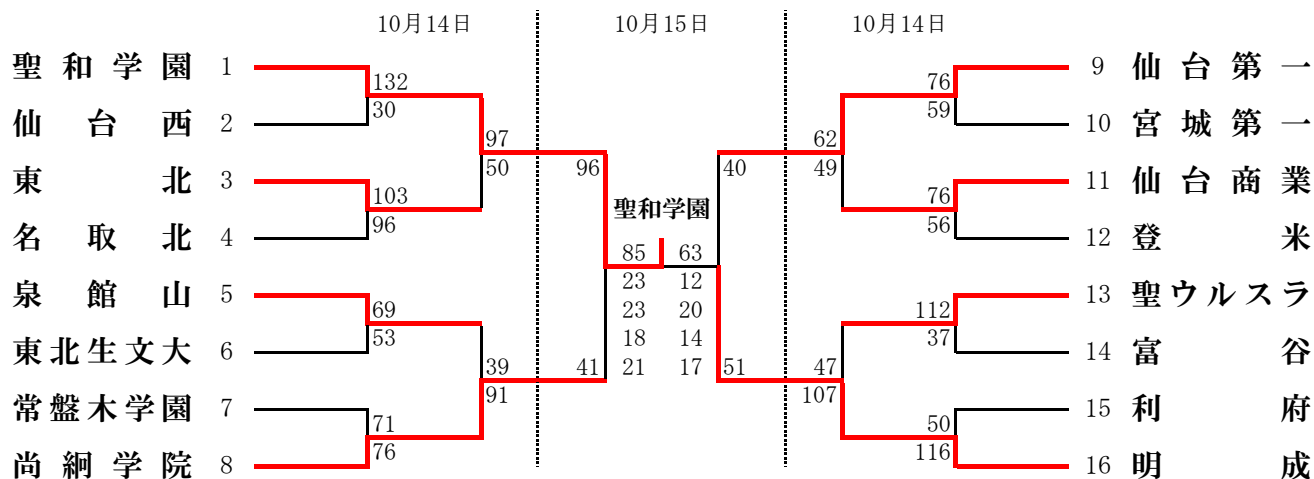 10月14日 10月15日 10月14日
聖和学園 1
132
30
仙台西 2
97
50
東北 3
103
96
名取北 4
泉館山 5
69
53
東北生文大 6
39
91
常盤木学園 7
71
76
尚絅学院 8
96
41
聖和学園
85 63
23 12
23 20
18 14
21 17
40
51
9 仙台第一
76
59
10 宮城第一
62
49
11 仙台商業
76
56
12 登米
13 聖ウルスラ
112
37
14 富谷
47
107
15 利府
50
116
16 明成